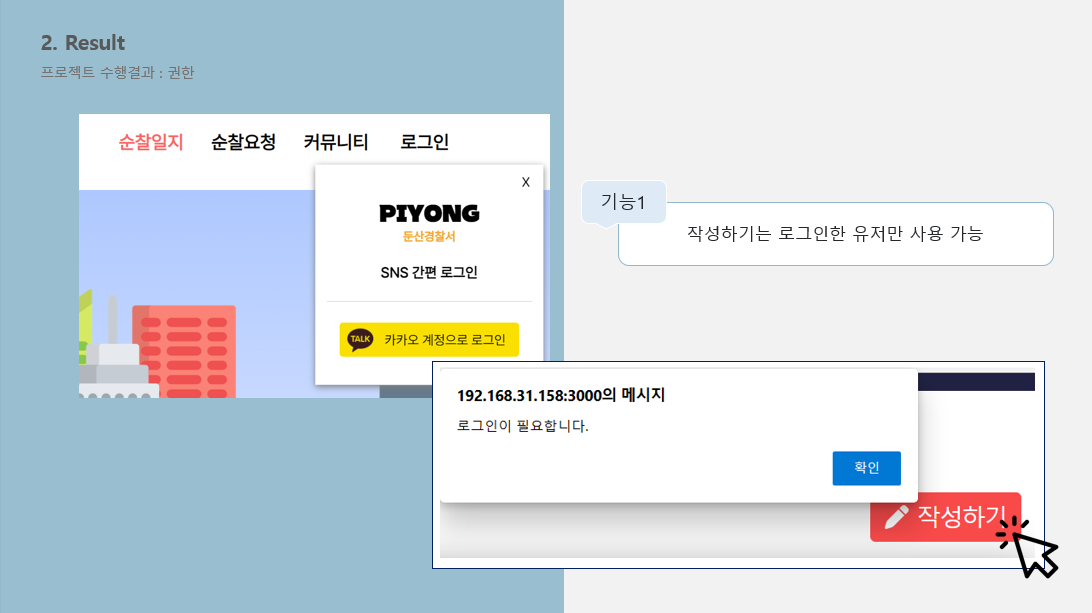 2. Result
프로젝트 수행결과 : 권한
순찰일지 순찰요청 커뮤니티 로그인
X
PIYONG
둔산경찰서
SNS 간편 로그인
TALK 카카오 계정으로 로그인
기능1
작성하기는 로그인한 유저만 사용 가능
192.168.31.158:3000의 메시지
로그인이 필요합니다.
확인
작성하기